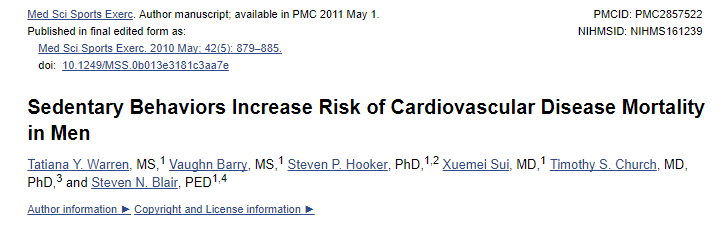 Med Sci Sports Exerc. Author manuscript; available in PMC 2011 May 1.
PMCID: PMC2857522
Published in final edited form as:
NIHMSID: NIHMS161239
Med Sci Sports Exerc. 2010 May; 42(5): 879–885.
doi: 10.1249/MSS.0b013e3181c3aa7e
Sedentary Behaviors Increase Risk of Cardiovascular Disease Mortality
in Men
Tatiana Y. Warren, MS,1 Vaughn Barry, MS,1 Steven P. Hooker, PhD,1,2 Xuemei Sui, MD,1 Timothy S. Church, MD,
PhD,3 and Steven N. Blair, PED1,4
Author information ► Copyright and License information ►